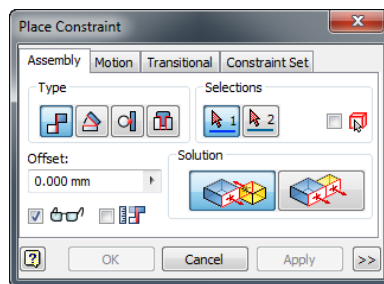 Place Constraint
Assembly Motion Transitional Constraint Set
Type Selections
1 2
Offset: Solution
0.000 mm
OK Cancel Apply >>